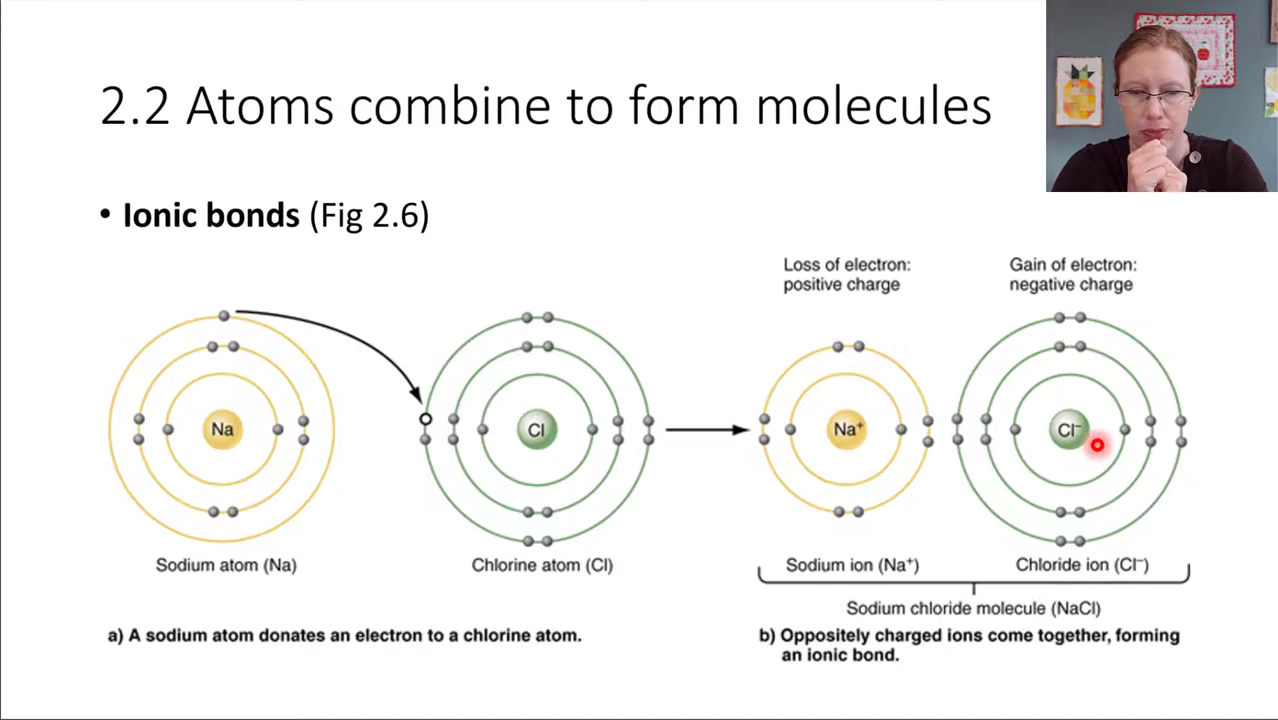 2.2 Atoms combine to form molecules
• Ionic bonds (Fig 2.6)
Loss of electron:
positive charge
Gain of electron:
negative charge
Na
Cl
Na⁺
Cl⁻
Sodium atom (Na)
Chlorine atom (Cl)
Sodium ion (Na⁺)
Chloride ion (Cl⁻)
Sodium chloride molecule (NaCl)
a) A sodium atom donates an electron to a chlorine atom.
b) Oppositely charged ions come together, forming
an ionic bond.